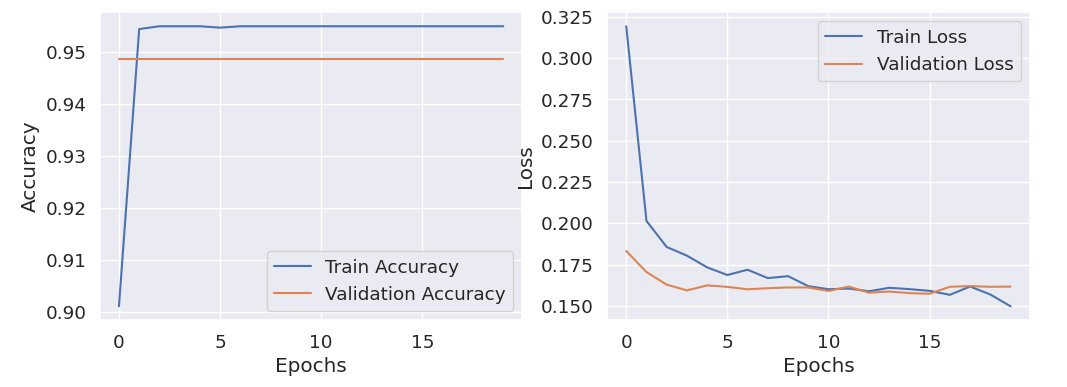 0.95
0.94
0.93
0.92
0.91
0.90
Accuracy
Train Accuracy
Validation Accuracy
0 5 10 15
Epochs
0.325
0.300
0.275
0.250
0.225
0.200
0.175
0.150
Loss
Train Loss
Validation Loss
0 5 10 15
Epochs